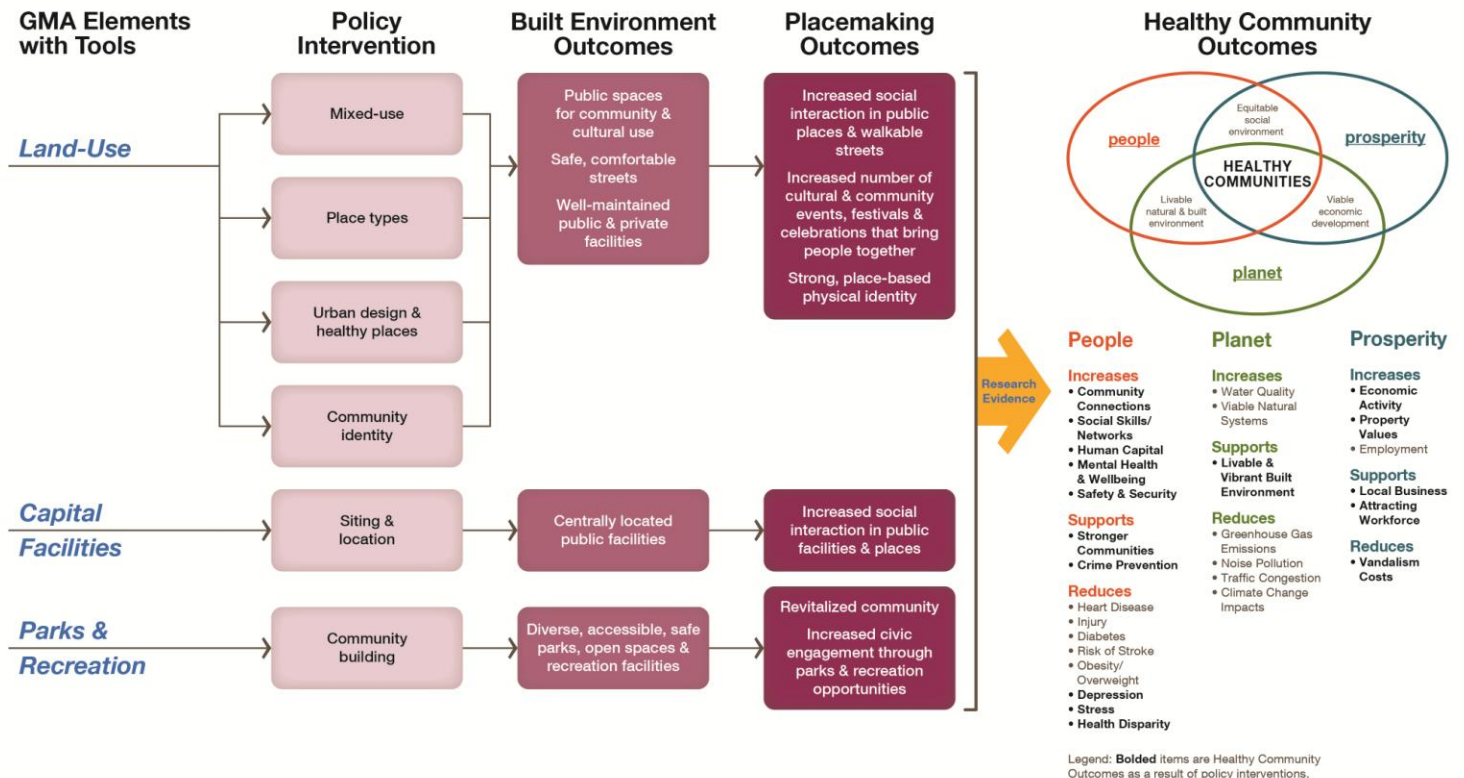 GMA Elements
with Tools
Policy
Intervention
Built Environment
Outcomes
Placemaking
Outcomes
Healthy Community
Outcomes
Land-Use
Mixed-use
Place types
Urban design &
healthy places
Community
identity
Public spaces
for community &
cultural use
Safe, comfortable
streets
Well-maintained
public & private
facilities
Increased social
interaction in public
places & walkable
streets
Increased number of
cultural & community
events, festivals &
celebrations that bring
people together
Strong, place-based
physical identity
Capital
Facilities
Siting &
location
Centrally located
public facilities
Increased social
interaction in public
facilities & places
Parks &
Recreation
Community
building
Diverse, accessible, safe
parks, open spaces &
recreation facilities
Revitalized community
Increased civic
engagement through
parks & recreation
opportunities
Research
Evidence
people
Equitable
social
environment
prosperity
HEALTHY
COMMUNITIES
Livable
natural & built
environment
Viable
economic
development
planet
People
Increases
• Community
Connections
• Social Skills/
Networks
• Human Capital
• Mental Health
& Wellbeing
• Safety & Security
Supports
• Stronger
Communities
• Crime Prevention
Reduces
• Heart Disease
• Injury
• Diabetes
• Risk of Stroke
• Obesity/
Overweight
• Depression
• Stress
• Health Disparity
Planet
Increases
• Water Quality
• Viable Natural
Systems
Supports
• Livable &
Vibrant Built
Environment
Reduces
• Greenhouse Gas
Emissions
• Noise Pollution
• Traffic Congestion
• Climate Change
Impacts
Prosperity
Increases
• Economic
Activity
• Property
Values
• Employment
Supports
• Local Business
• Attracting
Workforce
Reduces
• Vandalism
Costs
Legend: Bolded items are Healthy Community
Outcomes as a result of policy interventions.